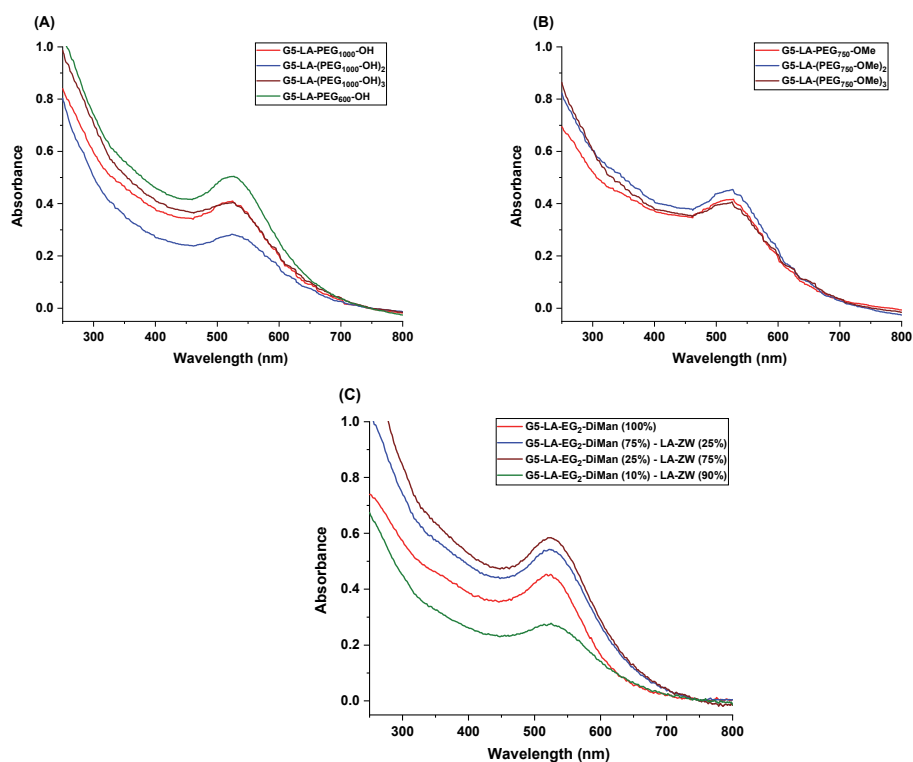 (A)
G5-LA-PEG₁₀₀₀-OH
G5-LA-(PEG₁₀₀₀-OH)₂
G5-LA-(PEG₁₀₀₀-OH)₃
G5-LA-PEG₆₀₀-OH
1.0
0.8
0.6
0.4
0.2
0.0
Absorbance
300 400 500 600 700 800
Wavelength (nm)
(B)
G5-LA-PEG₇₅₀-OMe
G5-LA-(PEG₇₅₀-OMe)₂
G5-LA-(PEG₇₅₀-OMe)₃
1.0
0.8
0.6
0.4
0.2
0.0
Absorbance
300 400 500 600 700 800
Wavelength (nm)
(C)
G5-LA-EG₂-DiMan (100%)
G5-LA-EG₂-DiMan (75%) - LA-ZW (25%)
G5-LA-EG₂-DiMan (25%) - LA-ZW (75%)
G5-LA-EG₂-DiMan (10%) - LA-ZW (90%)
1.0
0.8
0.6
0.4
0.2
0.0
Absorbance
300 400 500 600 700 800
Wavelength (nm)